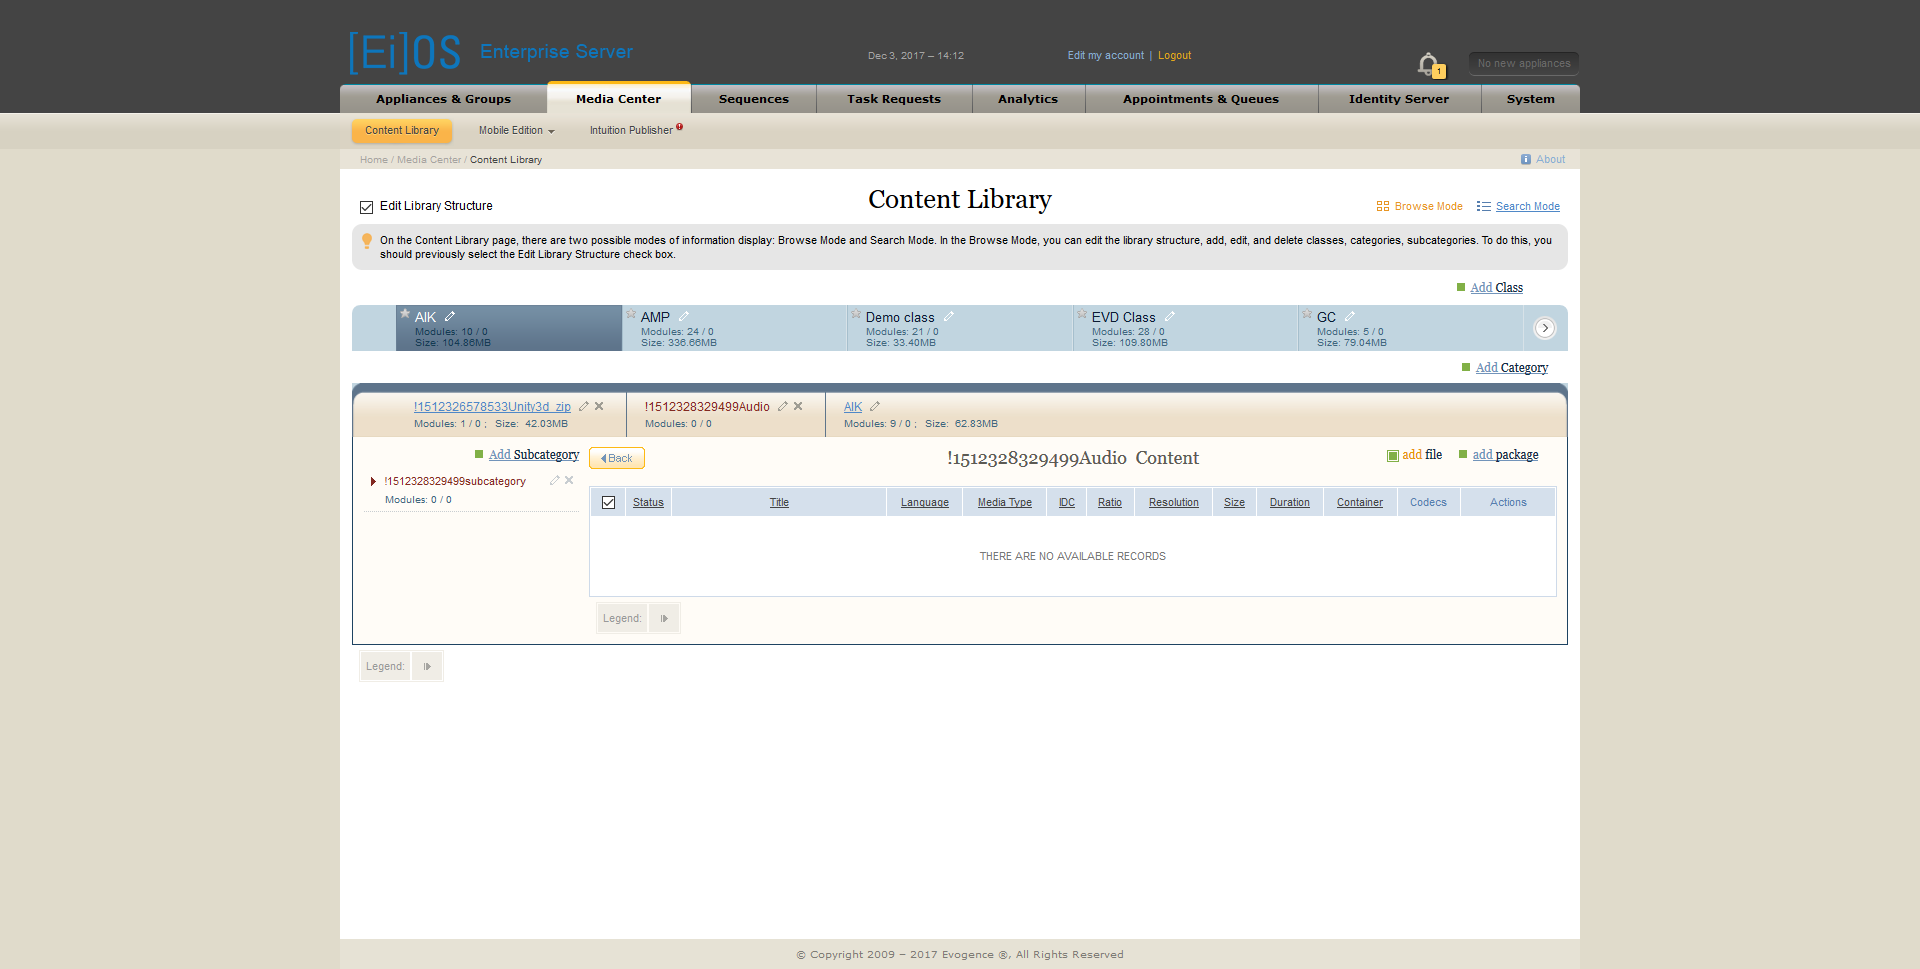 [Ei]OS Enterprise Server
Dec 3, 2017 – 14:12
Edit my account | Logout
1
No new appliances
Appliances & Groups
Media Center
Sequences
Task Requests
Analytics
Appointments & Queues
Identity Server
System
Content Library
Mobile Edition
Intuition Publisher
Home / Media Center / Content Library
About
Edit Library Structure
Content Library
Browse Mode
Search Mode
On the Content Library page, there are two possible modes of information display: Browse Mode and Search Mode. In the Browse Mode, you can edit the library structure, add, edit, and delete classes, categories, subcategories. To do this, you
should previously select the Edit Library Structure check box.
Add Class
AIK
Modules: 10 / 0
Size: 104.86MB
AMP
Modules: 24 / 0
Size: 336.66MB
Demo class
Modules: 21 / 0
Size: 33.40MB
EVD Class
Modules: 28 / 0
Size: 109.80MB
GC
Modules: 5 / 0
Size: 79.04MB
Add Category
!1512326578533Unity3d_zip
Modules: 1 / 0 ; Size: 42.03MB
!1512328329499Audio
Modules: 0 / 0
AIK
Modules: 9 / 0 ; Size: 62.83MB
Add Subcategory
!1512328329499subcategory
Modules: 0 / 0
Back
!1512328329499Audio Content
add file
add package
Status
Title
Language
Media Type
IDC
Ratio
Resolution
Size
Duration
Container
Codecs
Actions
THERE ARE NO AVAILABLE RECORDS
Legend:
Legend:
© Copyright 2009 – 2017 Evogence ®, All Rights Reserved